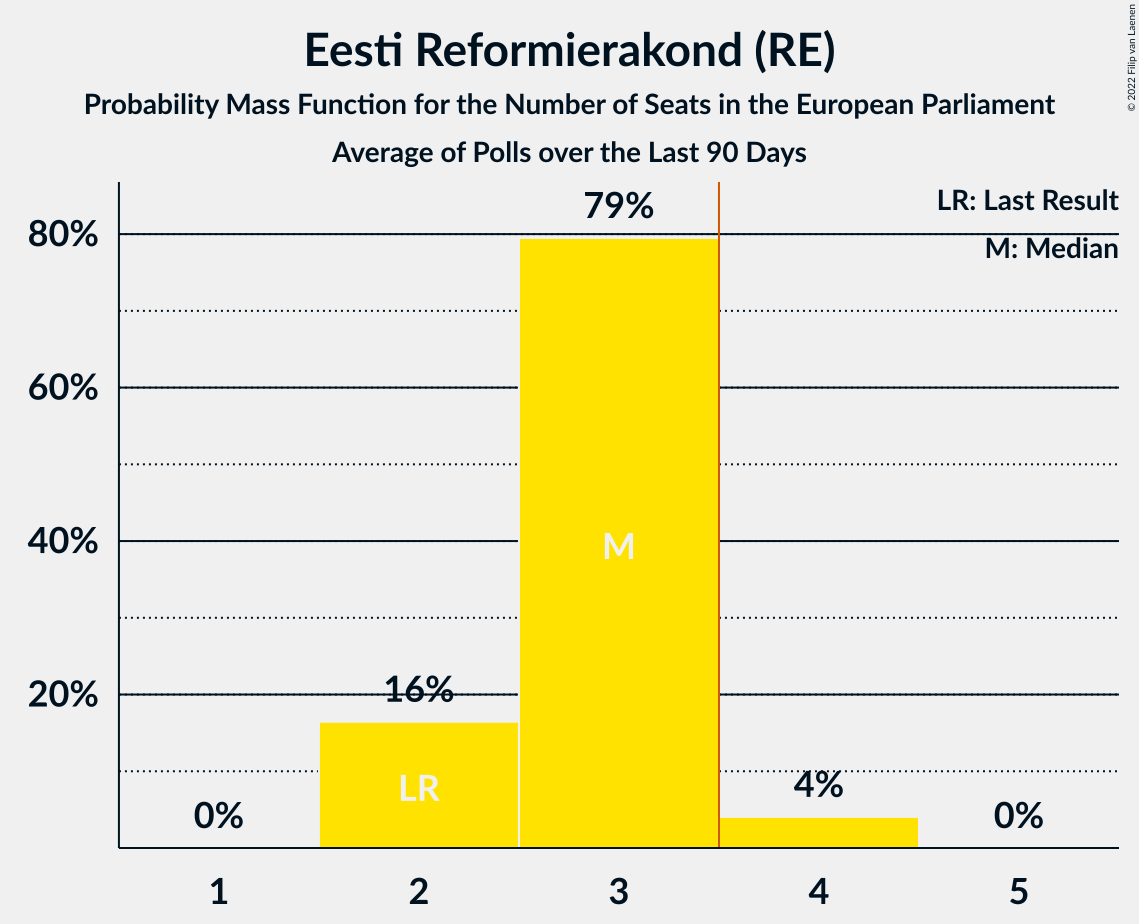 Eesti Reformierakond (RE)
Probability Mass Function for the Number of Seats in the European Parliament
Average of Polls over the Last 90 Days
© 2022 Filip van Laenen
LR: Last Result
M: Median
80%
60%
40%
20%
0%
16%
79%
4%
0%
LR
M
1 2 3 4 5